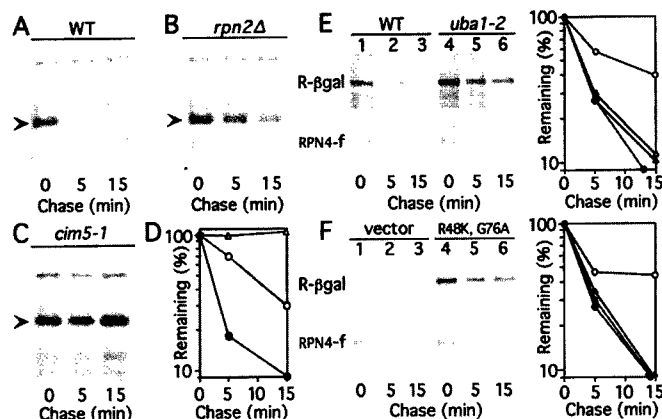 A WT
0 5 15
Chase (min)
B rpn2Δ
0 5 15
Chase (min)
C cim5-1
0 5 15
Chase (min)
D
Remaining (%)
100
10
0 5 10 15
Chase (min)
E WT uba1-2
1 2 3 4 5 6
R-βgal
RPN4-f
0 5 15 0 5 15
Chase (min)
Remaining (%)
100
10
0 5 10 15
Chase (min)
F vector R48K, G76A
1 2 3 4 5 6
R-βgal
RPN4-f
0 5 15 0 5 15
Chase (min)
Remaining (%)
100
10
0 5 10 15
Chase (min)